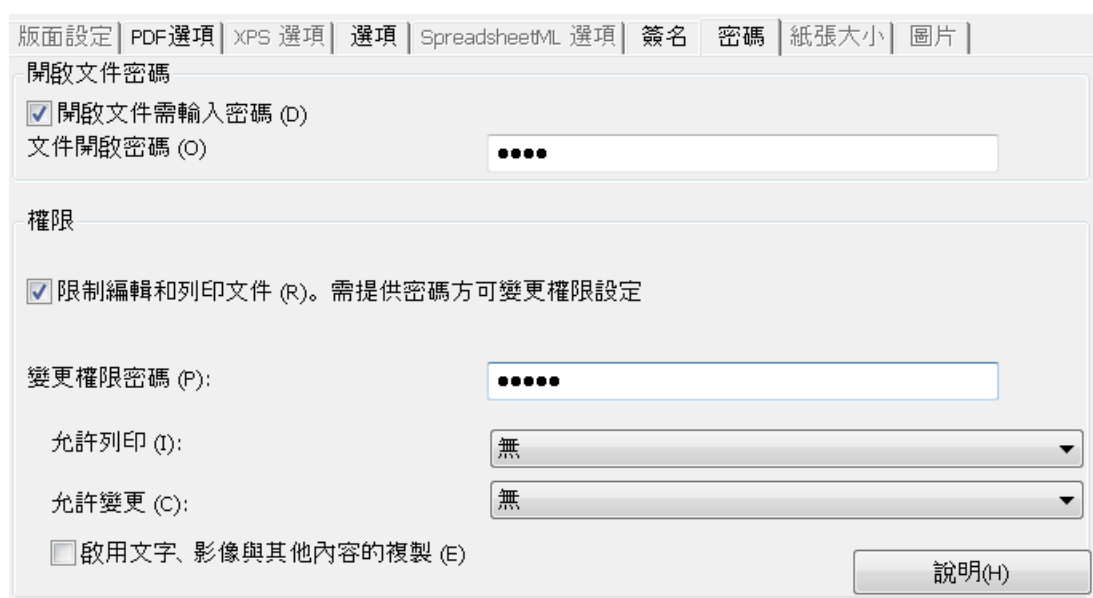 版面設定 PDF選項 XPS 選項 選項 SpreadsheetML 選項 簽名 密碼 紙張大小 圖片
開啟文件密碼
開啟文件需輸入密碼 (D)
文件開啟密碼 (O) ●●●●
權限
限制編輯和列印文件 (R)。需提供密碼方可變更權限設定
變更權限密碼 (P): ●●●●●
允許列印 (I): 無
允許變更 (C): 無
啟用文字、影像與其他內容的複製 (E)
說明(H)